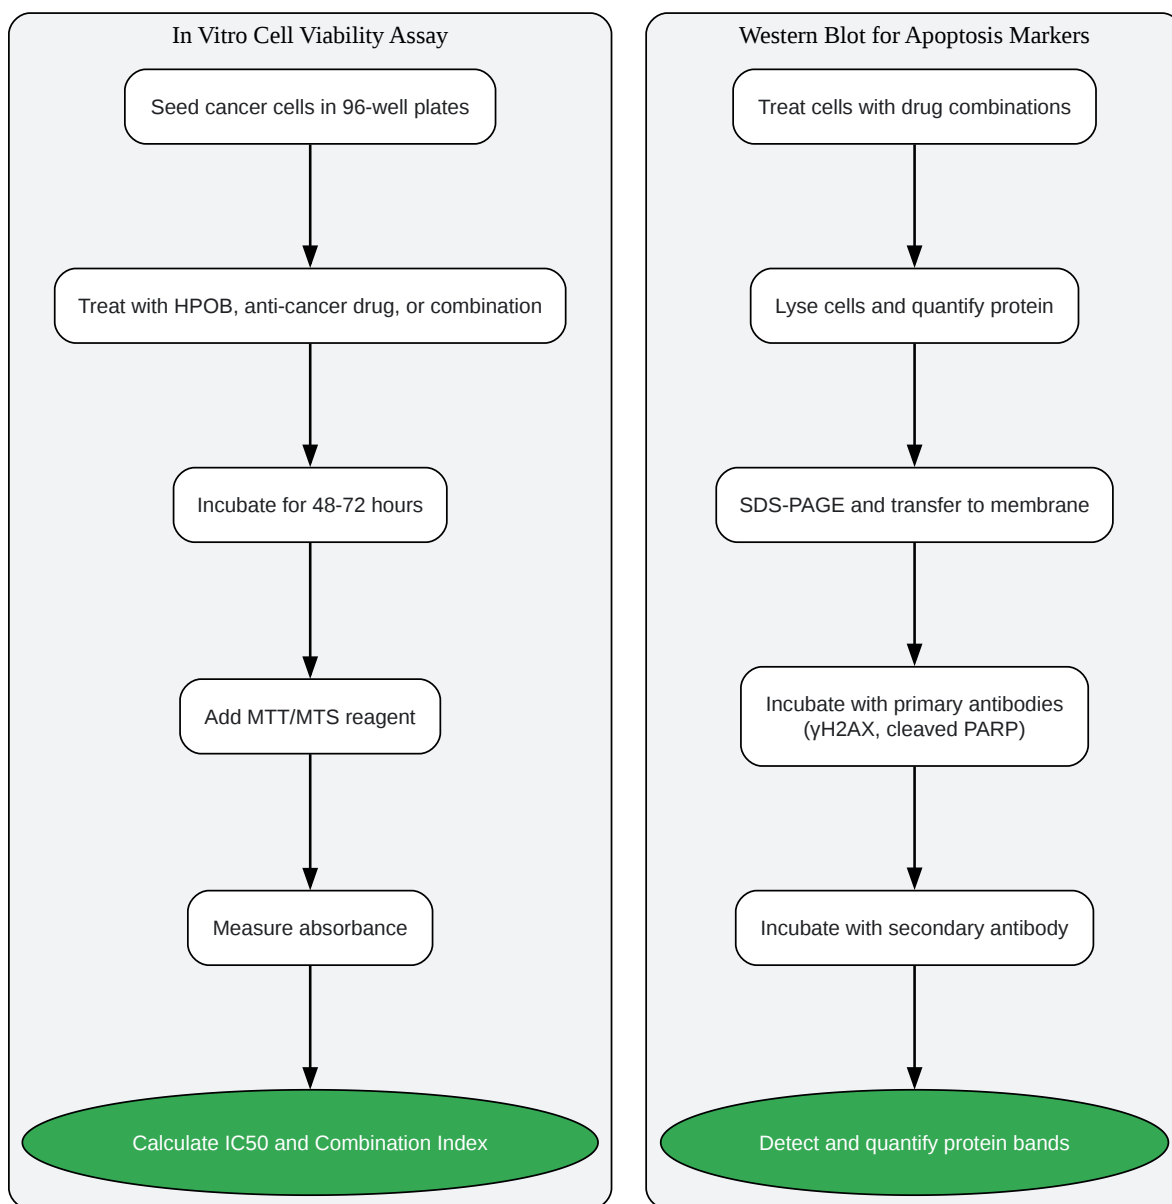 In Vitro Cell Viability Assay
Seed cancer cells in 96-well plates
Treat with HPOB, anti-cancer drug, or combination
Incubate for 48-72 hours
Add MTT/MTS reagent
Measure absorbance
Calculate IC50 and Combination Index
Western Blot for Apoptosis Markers
Treat cells with drug combinations
Lyse cells and quantify protein
SDS-PAGE and transfer to membrane
Incubate with primary antibodies
(γH2AX, cleaved PARP)
Incubate with secondary antibody
Detect and quantify protein bands